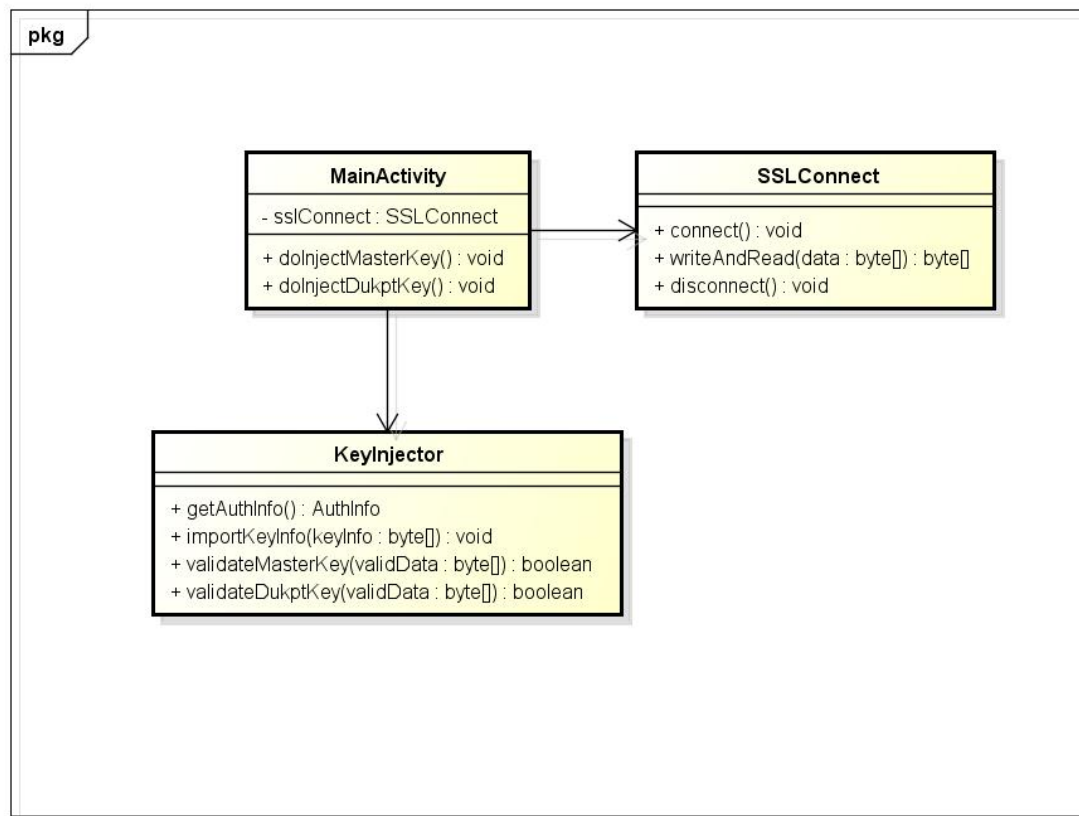 pkg
MainActivity
- sslConnect : SSLConnect
+ doInjectMasterKey() : void
+ doInjectDukptKey() : void
SSLConnect
+ connect() : void
+ writeAndRead(data : byte[]) : byte[]
+ disconnect() : void
KeyInjector
+ getAuthInfo() : AuthInfo
+ importKeyInfo(keyInfo : byte[]) : void
+ validateMasterKey(validData : byte[]) : boolean
+ validateDukptKey(validData : byte[]) : boolean